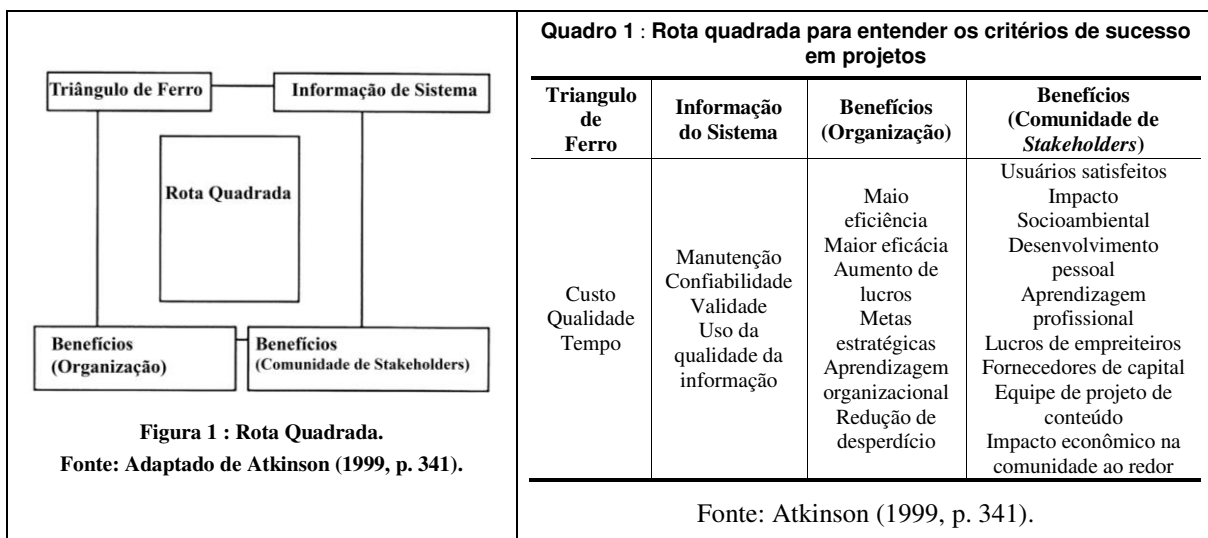 Triângulo de Ferro
Informação de Sistema
Rota Quadrada
Benefícios
(Organização)
Benefícios
(Comunidade de Stakeholders)
Figura 1 : Rota Quadrada.
Fonte: Adaptado de Atkinson (1999, p. 341).
Quadro 1 : Rota quadrada para entender os critérios de sucesso
em projetos
Triangulo
de
Ferro
Informação
do Sistema
Benefícios
(Organização)
Benefícios
(Comunidade de
Stakeholders)
Custo
Qualidade
Tempo
Manutenção
Confiabilidade
Validade
Uso da
qualidade da
informação
Maio
eficiência
Maior eficácia
Aumento de
lucros
Metas
estratégicas
Aprendizagem
organizacional
Redução de
desperdício
Usuários satisfeitos
Impacto
Socioambiental
Desenvolvimento
pessoal
Aprendizagem
profissional
Lucros de empreiteiros
Fornecedores de capital
Equipe de projeto de
conteúdo
Impacto econômico na
comunidade ao redor
Fonte: Atkinson (1999, p. 341).